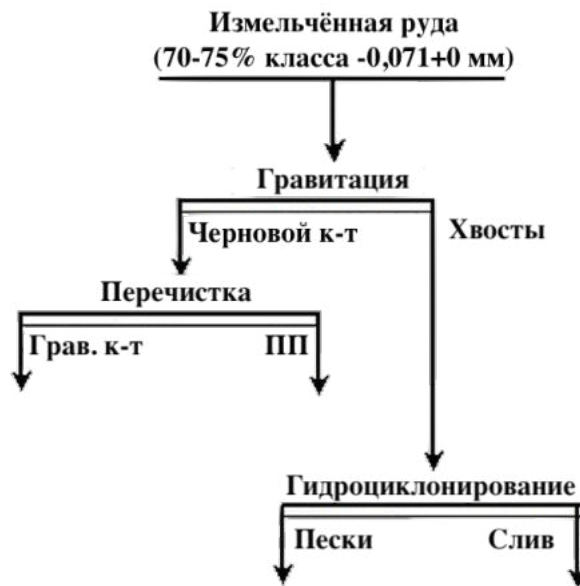 Измельчённая руда
(70-75% класса -0,071+0 мм)
Гравитация
Черновой к-т
Хвосты
Перечистка
Грав. к-т
ПП
Гидроциклонирование
Пески
Слив